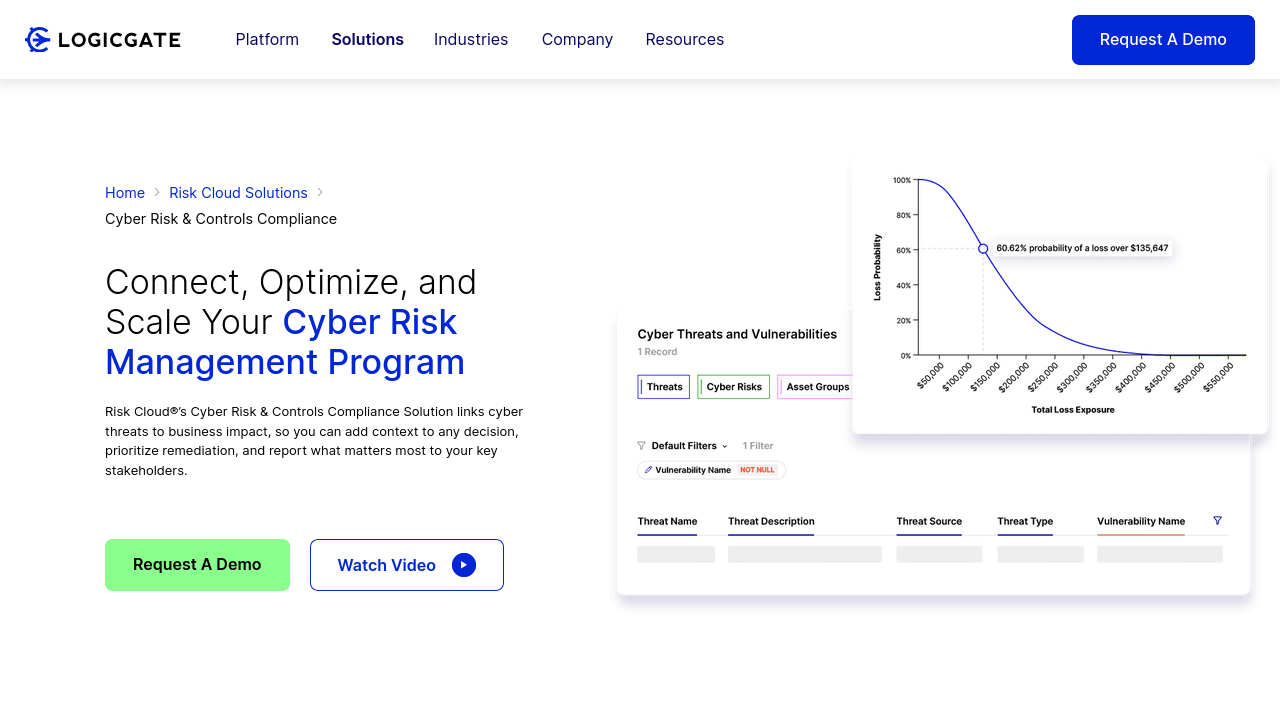 LOGICGATE
Platform
Solutions
Industries
Company
Resources
Request A Demo
Home
Risk Cloud Solutions
Cyber Risk & Controls Compliance
Connect, Optimize, and
Scale Your Cyber Risk
Management Program
Risk Cloud®’s Cyber Risk & Controls Compliance Solution links cyber
threats to business impact, so you can add context to any decision,
prioritize remediation, and report what matters most to your key
stakeholders.
Request A Demo
Watch Video
100%
80%
60%
40%
20%
0%
Loss Probability
60.62% probability of a loss over $135,647
$50,000
$100,000
$150,000
$200,000
$250,000
$300,000
$350,000
$400,000
$450,000
$500,000
$550,000
Total Loss Exposure
Cyber Threats and Vulnerabilities
1 Record
Threats
Cyber Risks
Asset Groups
Default Filters
1 Filter
Vulnerability Name NOT NULL
Threat Name
Threat Description
Threat Source
Threat Type
Vulnerability Name